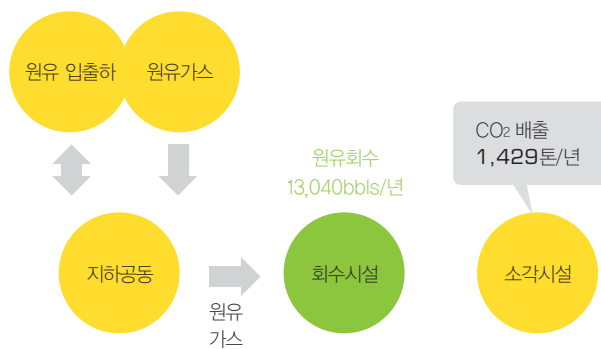 원유 입출하
원유가스
원유회수
13,040bbls/년
CO2 배출
1,429톤/년
지하공동
원유
가스
회수시설
소각시설